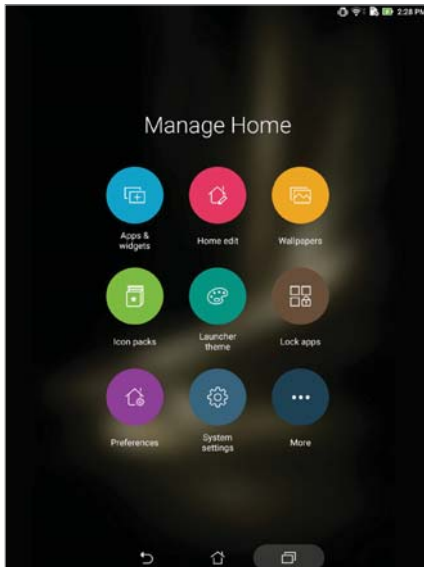 2:28 PM
Manage Home
Apps &
widgets
Home edit
Wallpapers
Icon packs
Launcher
theme
Lock apps
Preferences
System
settings
More